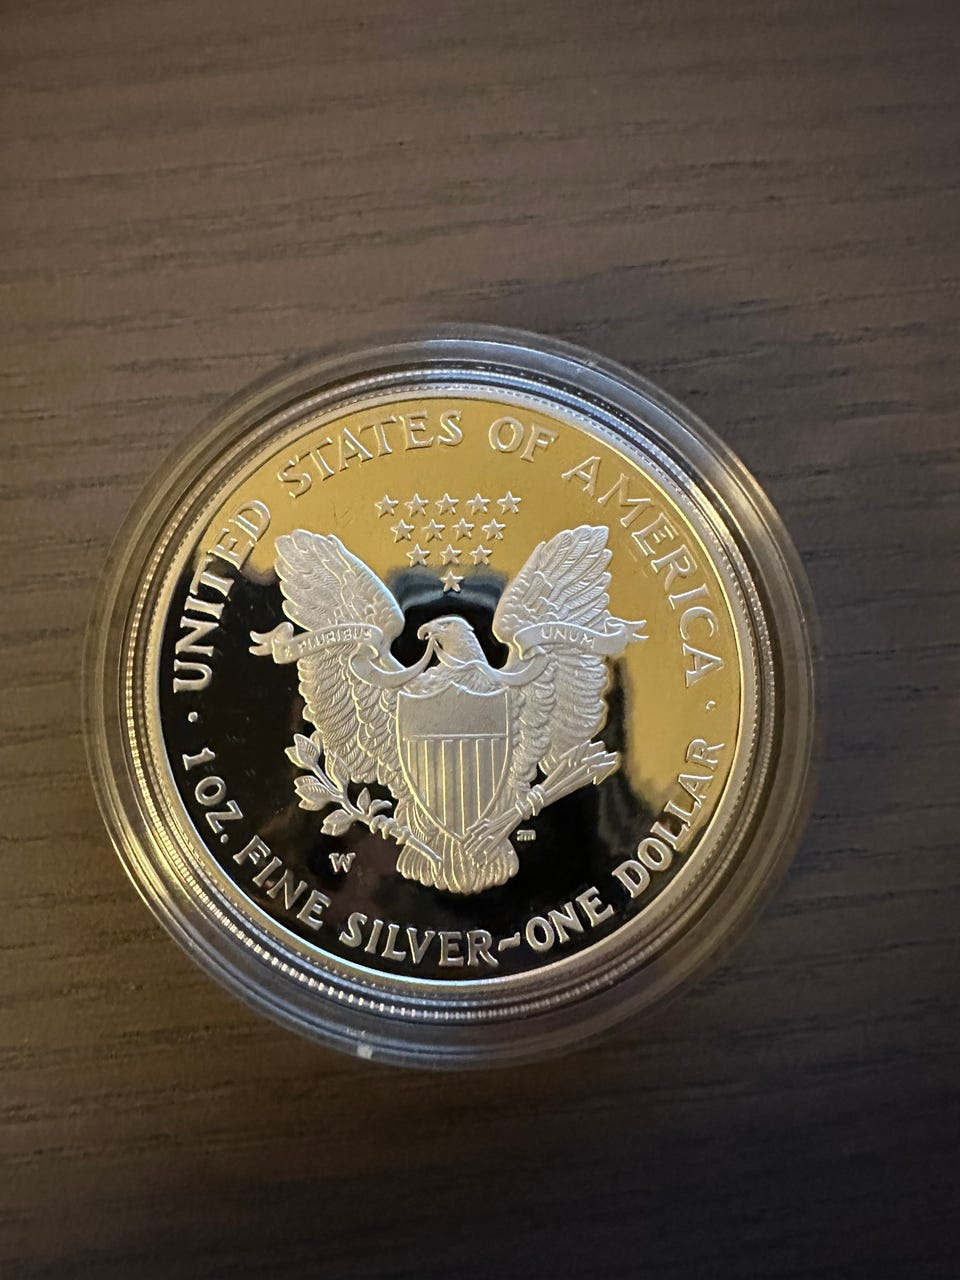 UNITED STATES OF AMERICA
PLURIBUS UNUM
W
· 1 OZ. FINE SILVER~ONE DOLLAR ·